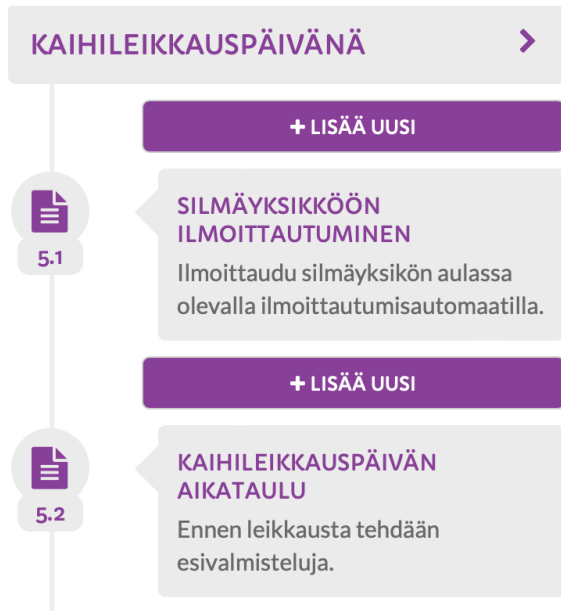 KAIHILEIKKAUSPÄIVÄNÄ
+ LISÄÄ UUSI
SILMÄYKSIKKÖÖN
ILMOITTAUTUMINEN
5.1
Ilmoittaudu silmäyksikön aulassa
olevalla ilmoittautumisautomaatilla.
+ LISÄÄ UUSI
KAIHILEIKKAUSPÄIVÄN
AIKATAULU
5.2
Ennen leikkausta tehdään
esivalmisteluja.